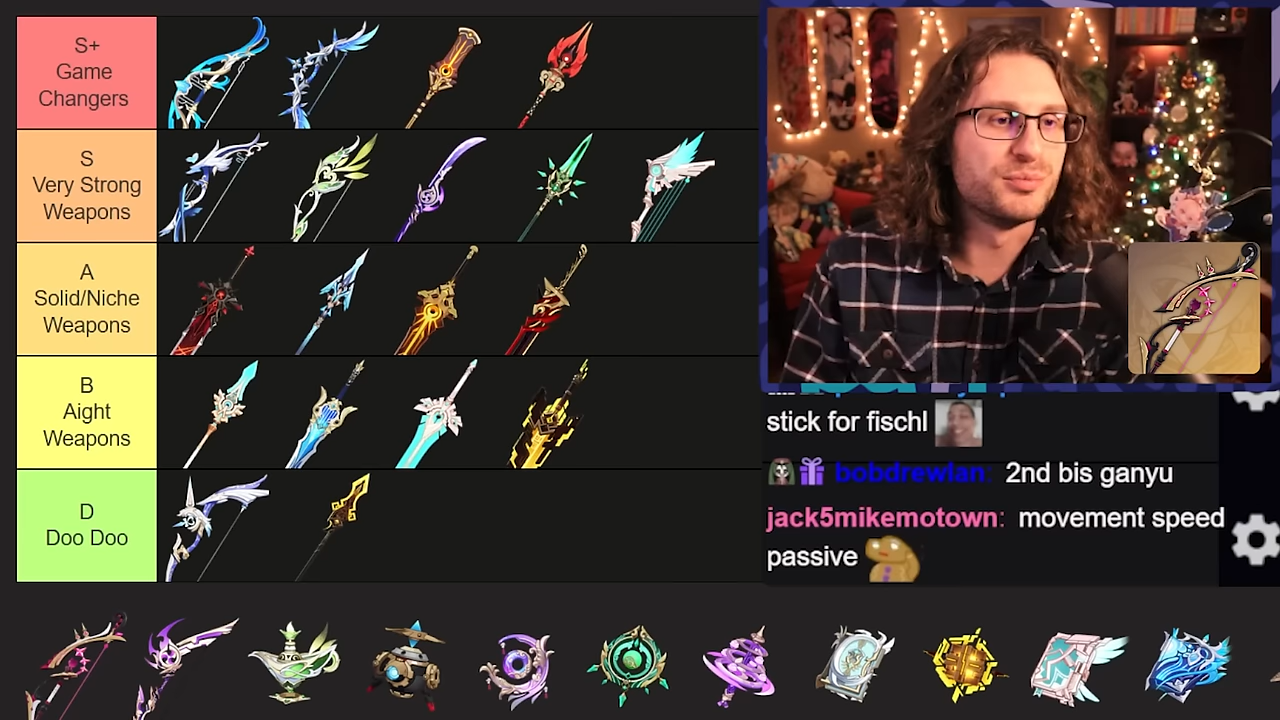 S+
Game
Changers
S
Very Strong
Weapons
A
Solid/Niche
Weapons
B
Aight
Weapons
D
Doo Doo
stick for fischl
bobdrewlan: 2nd bis ganyu
jack5mikemotown: movement speed
passive